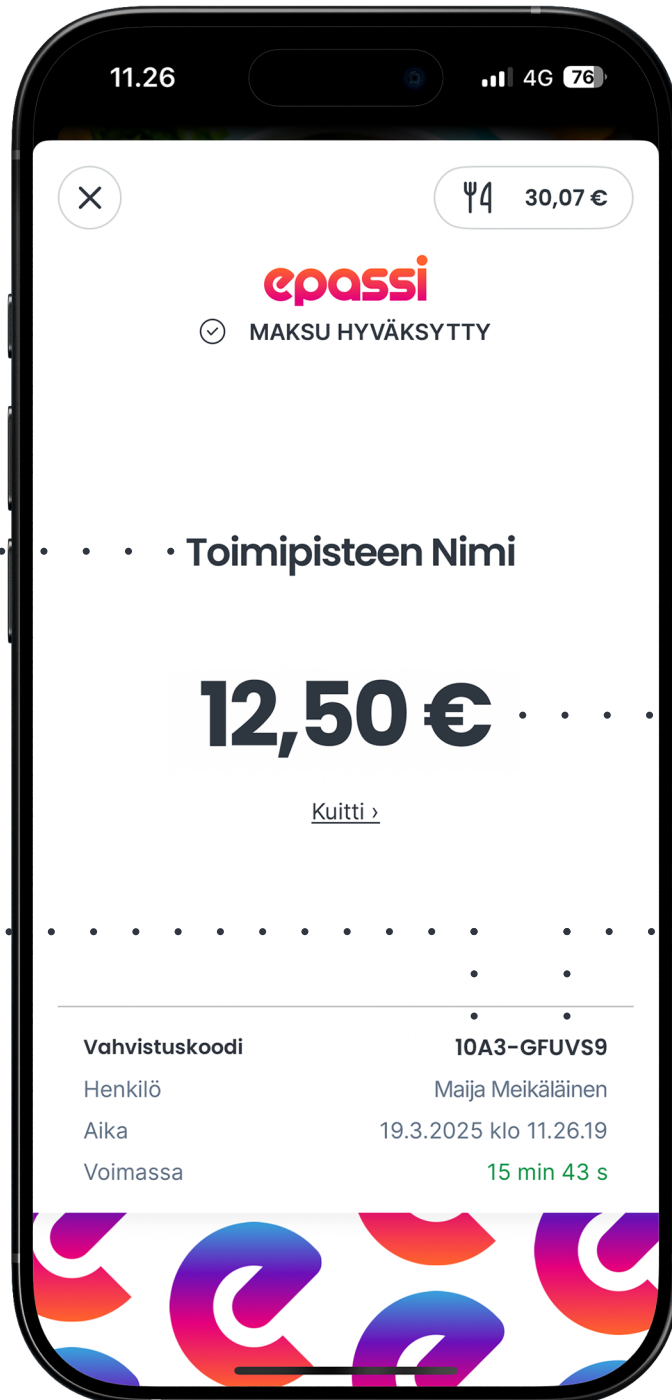 11.26 4G 76
30,07 €
epassi
MAKSU HYVÄKSYTTY
Toimipisteen Nimi
12,50 €
Kuitti ›
Vahvistuskoodi 10A3-GFUVS9
Henkilö Maija Meikäläinen
Aika 19.3.2025 klo 11.26.19
Voimassa 15 min 43 s